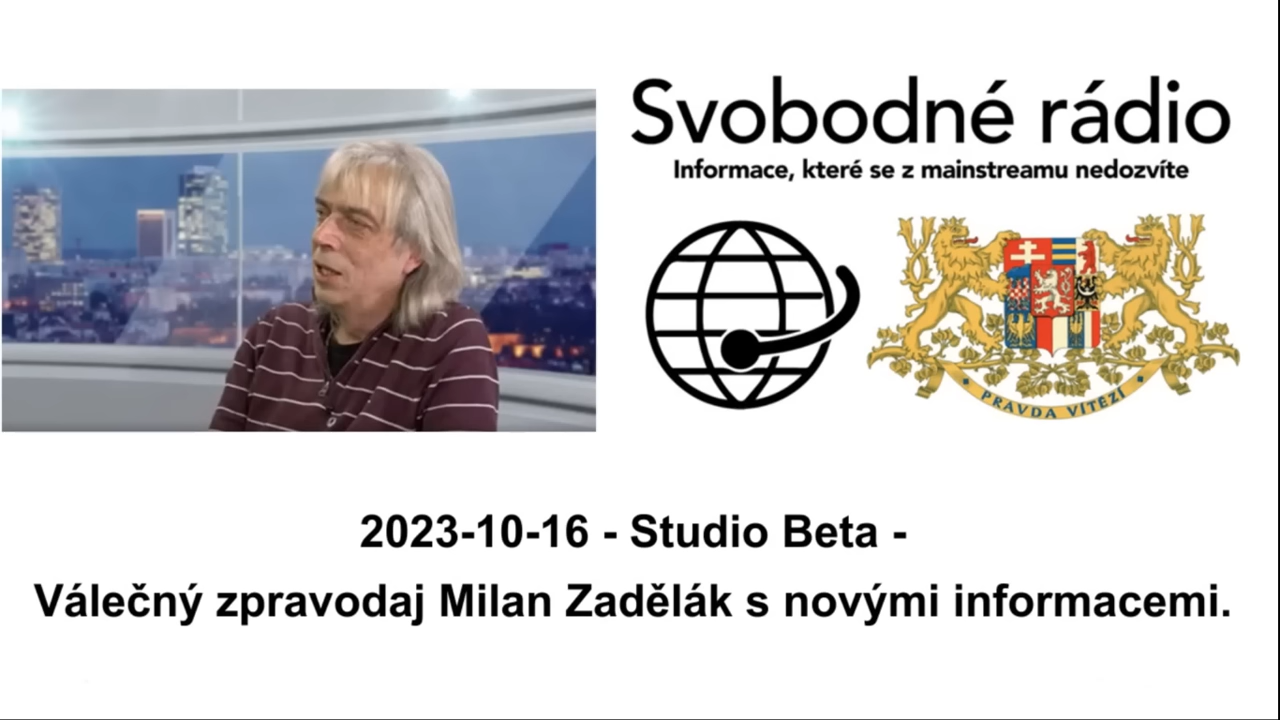 Svobodné rádio
Informace, které se z mainstreamu nedozvíte
PRAVDA VÍTĚZÍ
2023-10-16 - Studio Beta -
Válečný zpravodaj Milan Zadělák s novými informacemi.